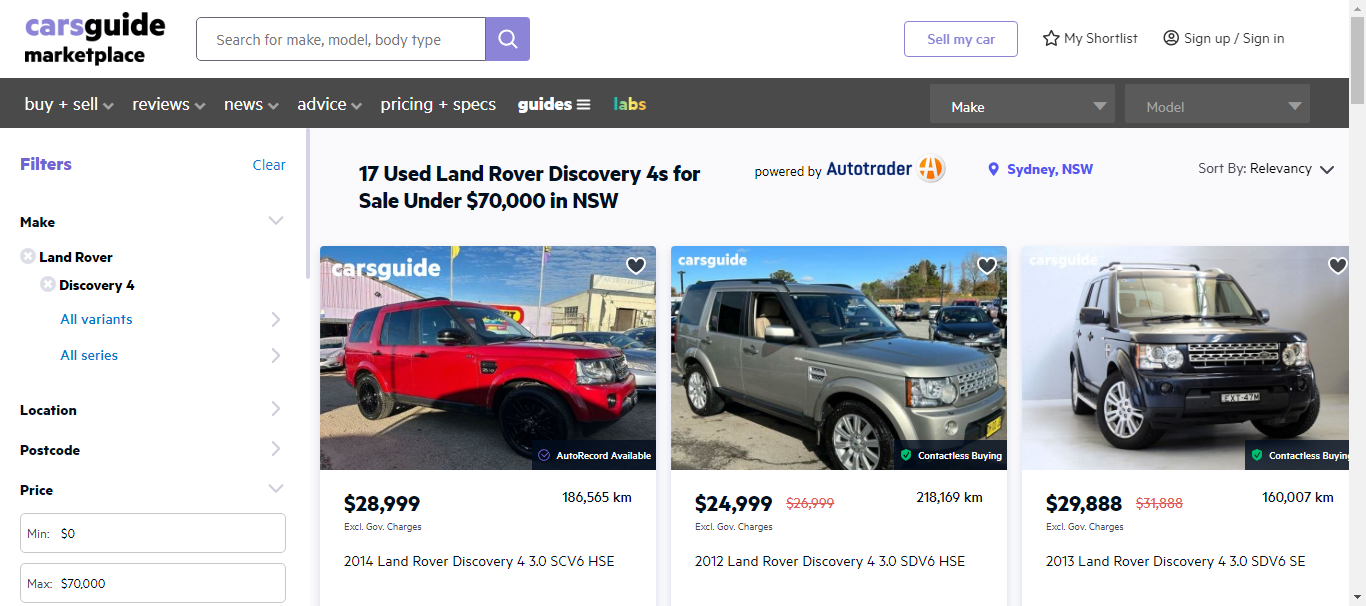 carsguide
marketplace
Search for make, model, body type
Sell my car
My Shortlist
Sign up / Sign in
buy + sell
reviews
news
advice
pricing + specs
guides
labs
Make
Model
Filters
Clear
Make
Land Rover
Discovery 4
All variants
All series
Location
Postcode
Price
Min: $0
Max: $70,000
17 Used Land Rover Discovery 4s for
Sale Under $70,000 in NSW
powered by Autotrader
Sydney, NSW
Sort By: Relevancy
carsguide
AutoRecord Available
$28,999
186,565 km
Excl. Gov. Charges
2014 Land Rover Discovery 4 3.0 SCV6 HSE
carsguide
Contactless Buying
$24,999 $26,999
218,169 km
Excl. Gov. Charges
2012 Land Rover Discovery 4 3.0 SDV6 HSE
carsguide
EXT-47M
Contactless Buying
$29,888 $31,888
160,007 km
Excl. Gov. Charges
2013 Land Rover Discovery 4 3.0 SDV6 SE